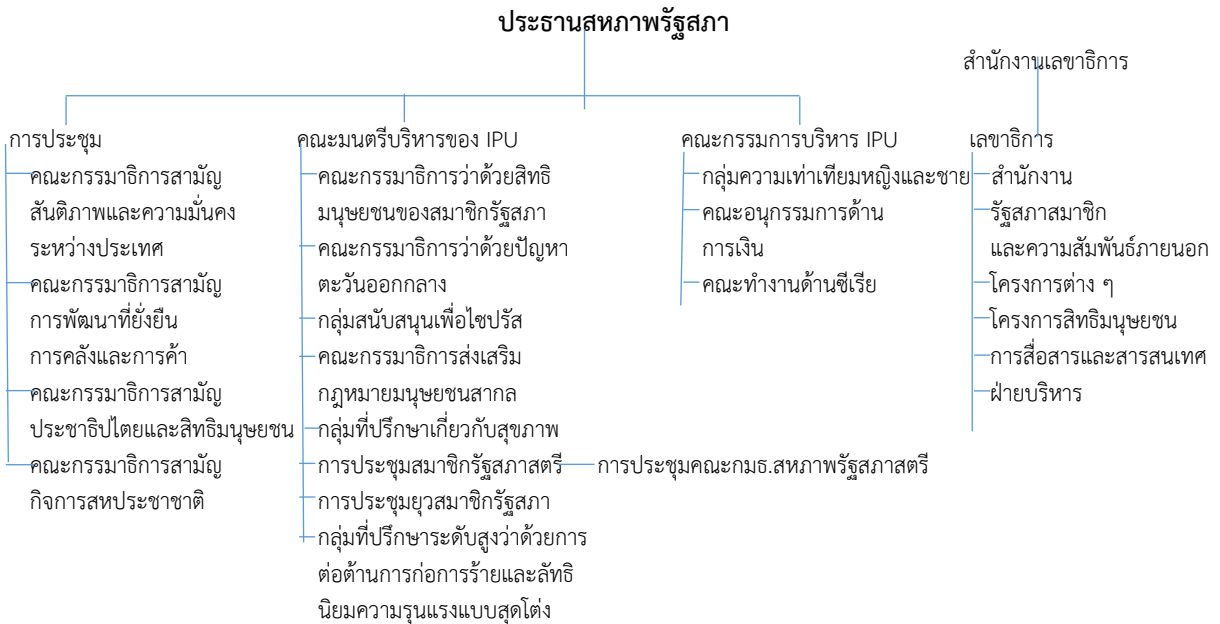 ประธานสหภาพรัฐสภา
สำนักงานเลขาธิการ
การประชุม
คณะกรรมาธิการสามัญ
สันติภาพและความมั่นคง
ระหว่างประเทศ
คณะกรรมาธิการสามัญ
การพัฒนาที่ยั่งยืน
การคลังและการค้า
คณะกรรมาธิการสามัญ
ประชาธิปไตยและสิทธิมนุษยชน
คณะกรรมาธิการสามัญ
กิจการสหประชาชาติ
คณะมนตรีบริหารของ IPU
คณะกรรมาธิการว่าด้วยสิทธิ
มนุษยชนของสมาชิกรัฐสภา
คณะกรรมาธิการว่าด้วยปัญหา
ตะวันออกกลาง
กลุ่มสนับสนุนเพื่อไซปรัส
คณะกรรมาธิการส่งเสริม
กฎหมายมนุษยชนสากล
กลุ่มที่ปรึกษาเกี่ยวกับสุขภาพ
การประชุมสมาชิกรัฐสภาสตรี
การประชุมคณะกมธ.สหภาพรัฐสภาสตรี
การประชุมยุวสมาชิกรัฐสภา
กลุ่มที่ปรึกษาระดับสูงว่าด้วยการ
ต่อต้านการก่อการร้ายและลัทธิ
นิยมความรุนแรงแบบสุดโต่ง
คณะกรรมการบริหาร IPU
กลุ่มความเท่าเทียมหญิงและชาย
คณะอนุกรรมการด้าน
การเงิน
คณะทำงานด้านซีเรีย
เลขาธิการ
สำนักงาน
รัฐสภาสมาชิก
และความสัมพันธ์ภายนอก
โครงการต่าง ๆ
โครงการสิทธิมนุษยชน
การสื่อสารและสารสนเทศ
ฝ่ายบริหาร